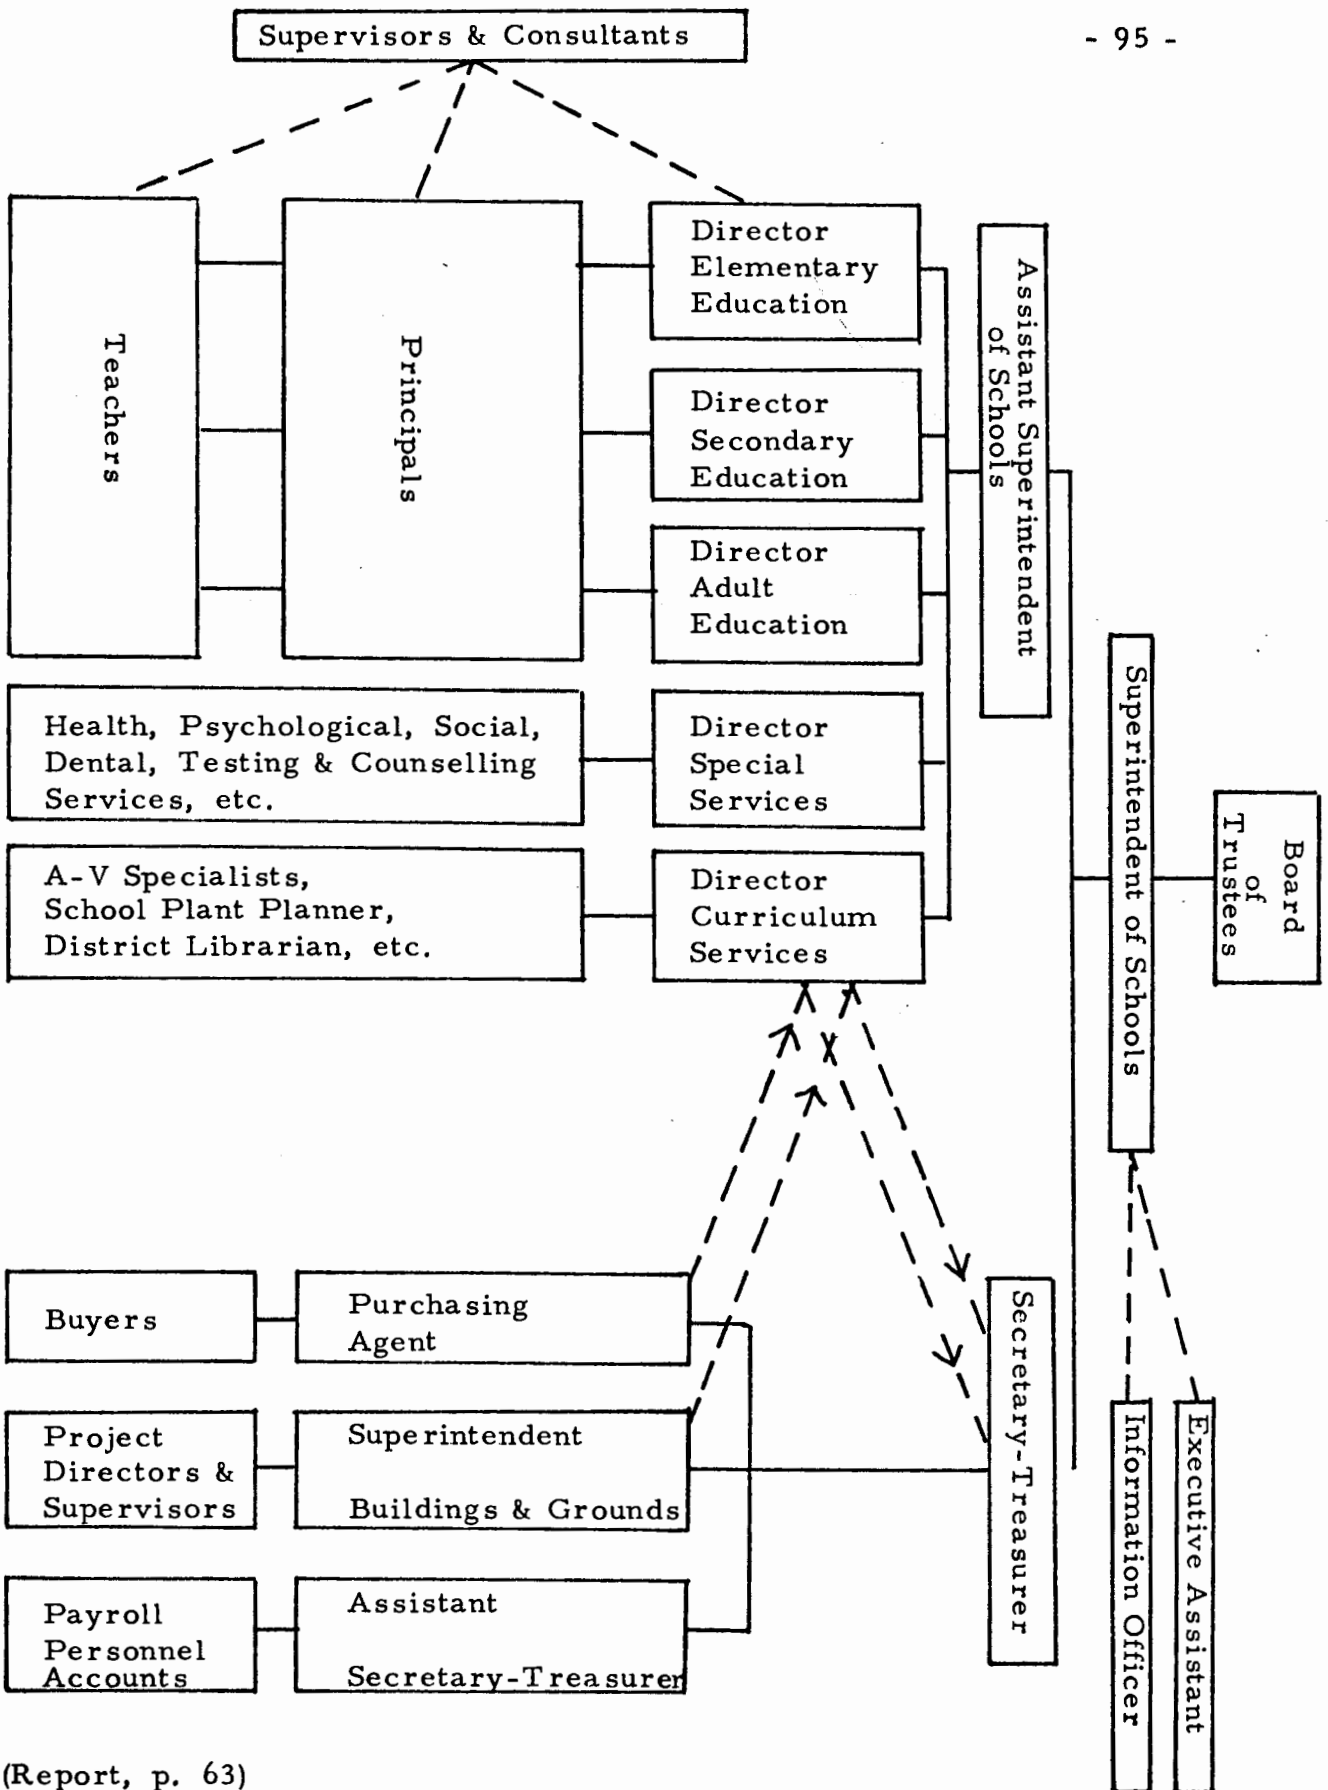 Supervisors & Consultants
- 95 -
Teachers
Principals
Director
Elementary
Education
Director
Secondary
Education
Director
Adult
Education
Assistant Superintendent
of Schools
Health, Psychological, Social,
Dental, Testing & Counselling
Services, etc.
Director
Special
Services
A-V Specialists,
School Plant Planner,
District Librarian, etc.
Director
Curriculum
Services
Superintendent of Schools
Board
of
Trustees
Buyers
Purchasing
Agent
Project
Directors &
Supervisors
Superintendent
Buildings & Grounds
Payroll
Personnel
Accounts
Assistant
Secretary-Treasurer
Secretary-Treasurer
Information Officer
Executive Assistant
(Report, p. 63)